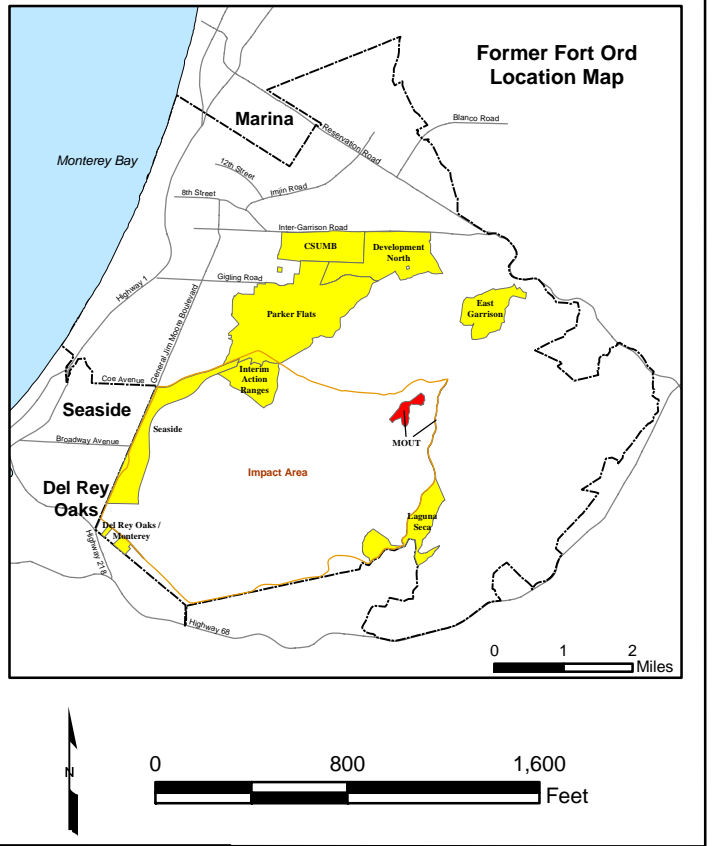 Former Fort Ord
Location Map
Marina
Blanco Road
Reservation Road
Monterey Bay
12th Street
Imjin Road
8th Street
Inter-Garrison Road
CSUMB
Development
North
Highway 1
Gigling Road
General Jim Moore Boulevard
East
Garrison
Parker Flats
Interim
Action
Ranges
Coe Avenue
Seaside
Seaside
Broadway Avenue
MOUT
Impact Area
Del Rey
Oaks
Laguna
Seca
Del Rey Oaks /
Monterey
Highway 218
Highway 68
0 1 2
Miles
N
0 800 1,600
Feet